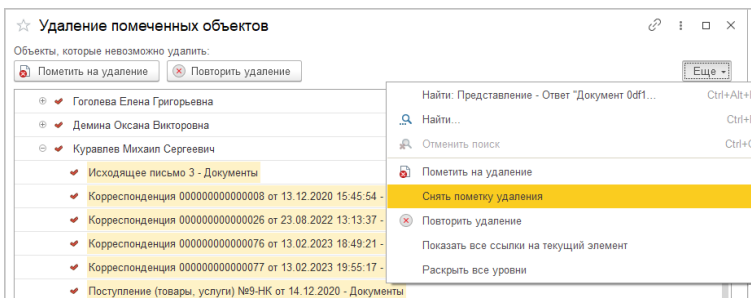 Удаление помеченных объектов
Объекты, которые невозможно удалить:
Пометить на удаление
Повторить удаление
Еще
Гоголева Елена Григорьевна
Демина Оксана Викторовна
Куравлев Михаил Сергеевич
Исходящее письмо 3 - Документы
Корреспонденция 000000000000008 от 13.12.2020 15:45:54 -
Корреспонденция 000000000000026 от 23.08.2022 13:13:37 -
Корреспонденция 000000000000076 от 13.02.2023 18:49:21 -
Корреспонденция 000000000000077 от 13.02.2023 19:55:17 -
Поступление (товары, услуги) №9-НК от 14.12.2020 - Документы
Найти: Представление - Ответ "Документ 0df1... Ctrl+Alt+
Найти... Ctrl+
Отменить поиск Ctrl+
Пометить на удаление
Снять пометку удаления
Повторить удаление
Показать все ссылки на текущий элемент
Раскрыть все уровни